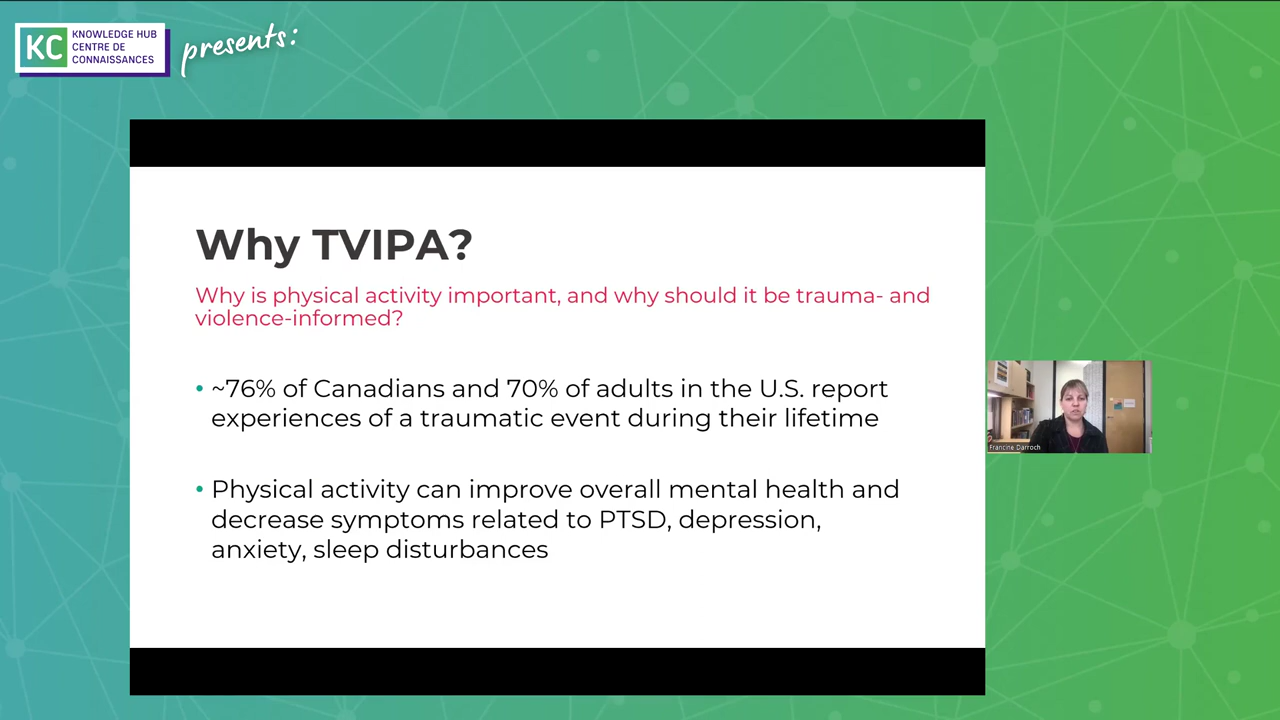 KC
KNOWLEDGE HUB
CENTRE DE
CONNAISSANCES
presents:
Why TVIPA?
Why is physical activity important, and why should it be trauma- and
violence-informed?
• ~76% of Canadians and 70% of adults in the U.S. report
experiences of a traumatic event during their lifetime
• Physical activity can improve overall mental health and
decrease symptoms related to PTSD, depression,
anxiety, sleep disturbances
Francine Darroch